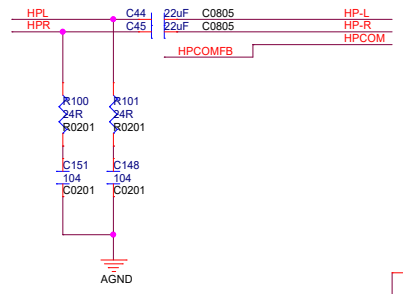 HPL C44 22uF C0805 HP-L
HPR C45 22uF C0805 HP-R
HPCOM
HPCOMFB
R100 R101
24R 24R
R0201 R0201
C151 C148
104 104
C0201 C0201
AGND